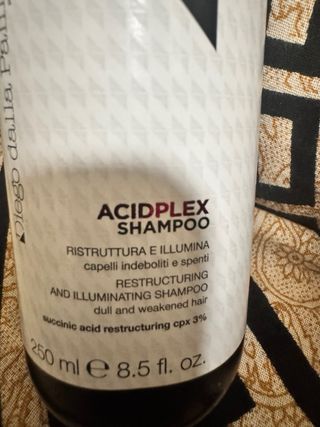 Diego dalla Palma
ACIDPLEX
SHAMPOO
RISTRUTTURA E ILLUMINA
capelli indeboliti e spenti
RESTRUCTURING
AND ILLUMINATING SHAMPOO
dull and weakened hair
succinic acid restructuring cpx 3%
250 ml ℮ 8.5 fl. oz.